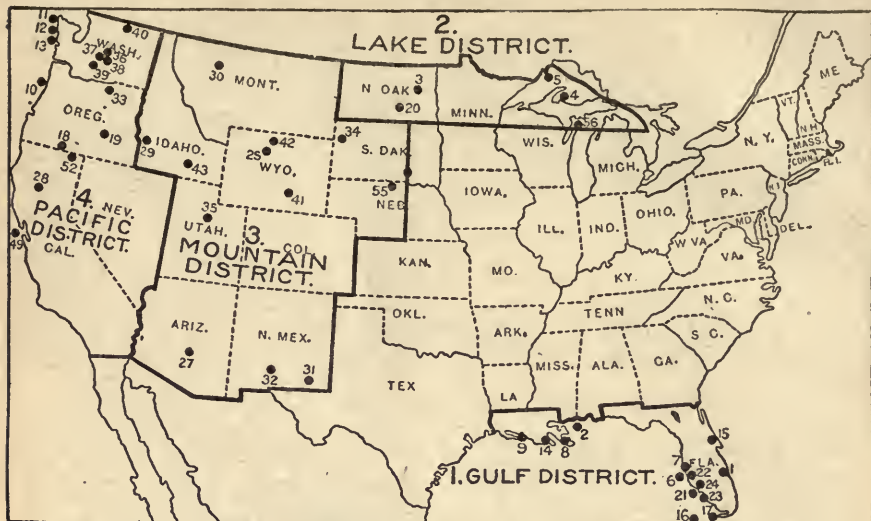 2.
LAKE DISTRICT.
11
12
13
40
WASH.
37
36
38
39
10
33
OREG.
19
18
52
28
4. NEV.
PACIFIC
DISTRICT.
49
CAL.
30
MONT.
29
IDAHO.
43
42
25
WYO.
41
35
UTAH.
COL.
3.
MOUNTAIN
DISTRICT.
ARIZ.
27
N. MEX.
32
31
N DAK
3
20
34
S. DAK.
55
NEB.
MINN.
5
4
56
WIS.
MICH.
IOWA.
ILL.
IND.
OHIO.
KAN.
MO.
KY.
W VA.
VA.
OKL.
ARK.
TENN
N. C.
S C.
TEX
LA
MISS.
ALA.
GA.
ME
VT.
N.H.
MASS.
CONN.
R.I.
N. Y.
PA.
N.J.
MD.
DEL.
9
14
8
2
1. GULF DISTRICT.
15
7
FLA.
1
6
22
24
21
23
16
17